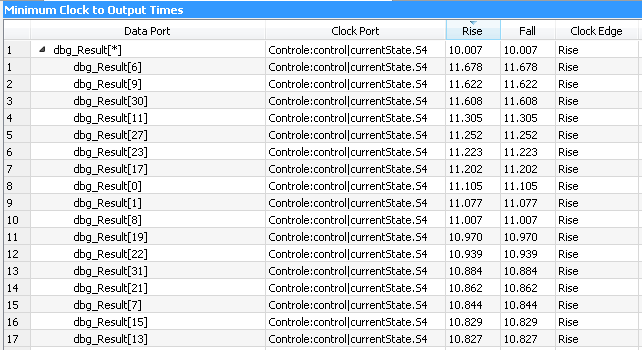 Minimum Clock to Output Times
Data Port Clock Port Rise Fall Clock Edge
1 dbg_Result[*] Controle:control|currentState.S4 10.007 10.007 Rise
1 dbg_Result[6] Controle:control|currentState.S4 11.678 11.678 Rise
2 dbg_Result[9] Controle:control|currentState.S4 11.622 11.622 Rise
3 dbg_Result[30] Controle:control|currentState.S4 11.608 11.608 Rise
4 dbg_Result[11] Controle:control|currentState.S4 11.305 11.305 Rise
5 dbg_Result[27] Controle:control|currentState.S4 11.252 11.252 Rise
6 dbg_Result[23] Controle:control|currentState.S4 11.223 11.223 Rise
7 dbg_Result[17] Controle:control|currentState.S4 11.202 11.202 Rise
8 dbg_Result[0] Controle:control|currentState.S4 11.105 11.105 Rise
9 dbg_Result[1] Controle:control|currentState.S4 11.077 11.077 Rise
10 dbg_Result[8] Controle:control|currentState.S4 11.007 11.007 Rise
11 dbg_Result[19] Controle:control|currentState.S4 10.970 10.970 Rise
12 dbg_Result[22] Controle:control|currentState.S4 10.939 10.939 Rise
13 dbg_Result[31] Controle:control|currentState.S4 10.884 10.884 Rise
14 dbg_Result[21] Controle:control|currentState.S4 10.862 10.862 Rise
15 dbg_Result[7] Controle:control|currentState.S4 10.844 10.844 Rise
16 dbg_Result[15] Controle:control|currentState.S4 10.829 10.829 Rise
17 dbg_Result[13] Controle:control|currentState.S4 10.827 10.827 Rise